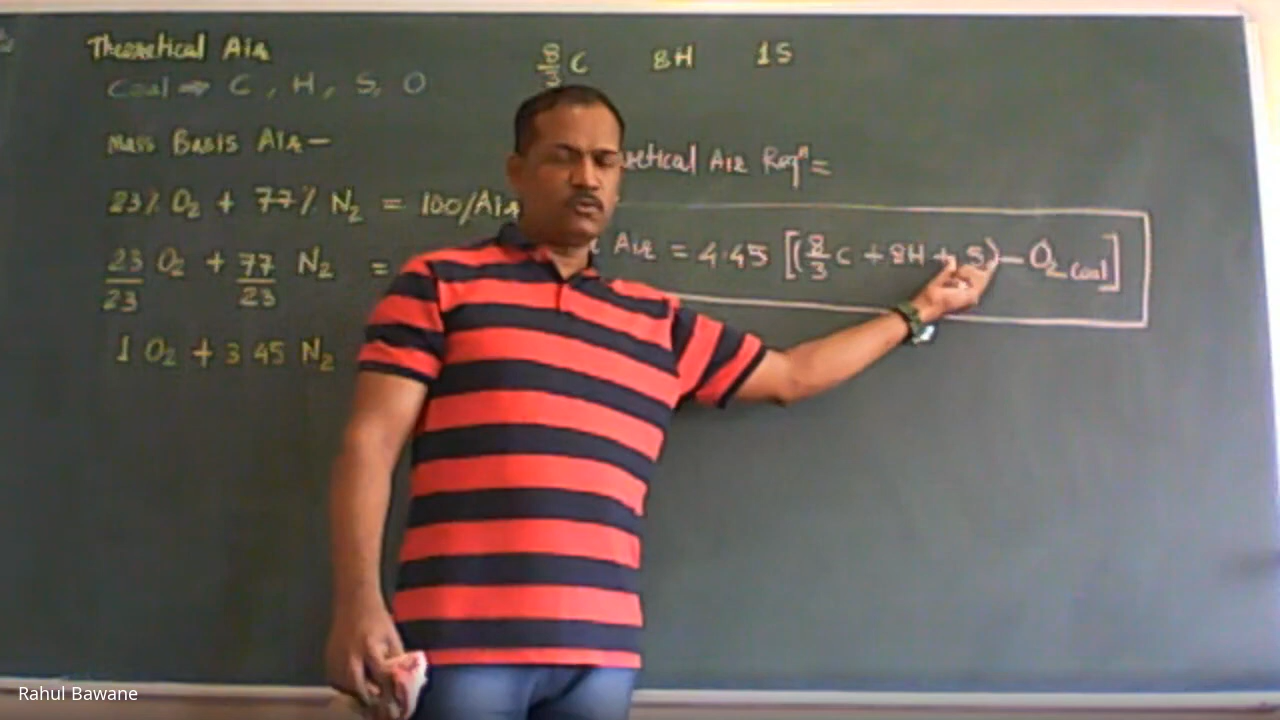 Theoretical Air
Coal ⇒ C, H, S, O
Mass Basis Air—
23% O₂ + 77% N₂ = 100/Air
23/23 O₂ + 77/23 N₂ =
1 O₂ + 3 45 N₂
8/3 C 8H 1S
Air Reqⁿ =
Air = 4.45 [(8/3 C + 8H + S) — O₂ Coal]
Rahul Bawane